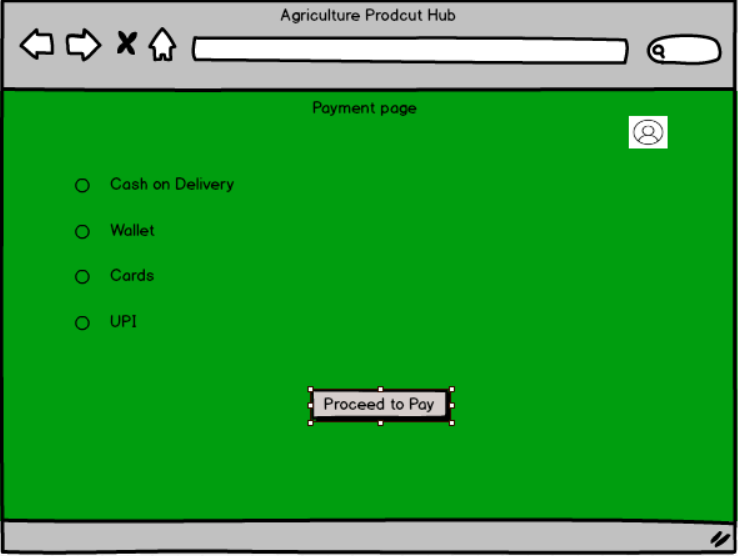 Agriculture Prodcut Hub
Payment page
Cash on Delivery
Wallet
Cards
UPI
Proceed to Pay